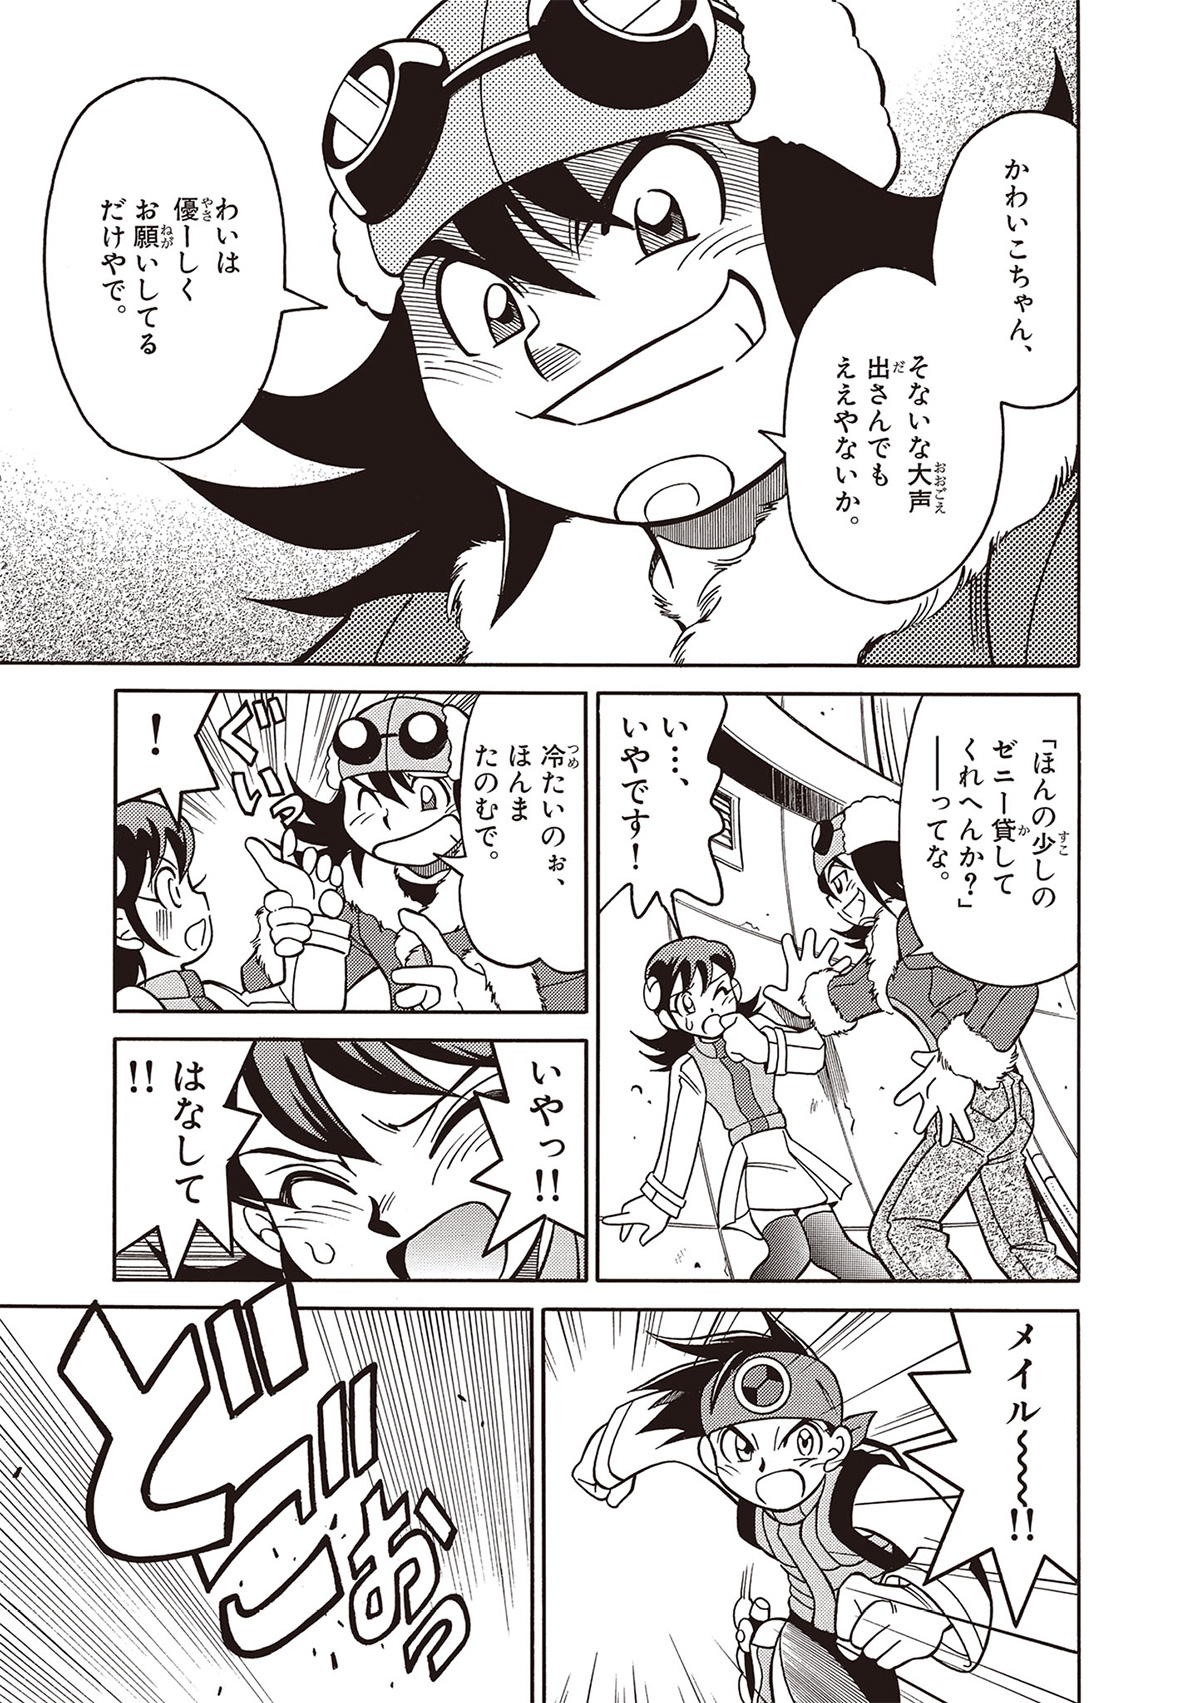 かわいこちゃん、
そないな大声
出さんでも
ええやないか。
わいは
優ーしく
お願いしてる
だけやで。
「ほんの少しの
ゼニー貸して
くれへんか?」
――ってな。
い…、
いやです!
冷たいのぉ、
ほんま
たのむで。
ぐいっ
!
いやっ!!
はなして
!!
メイル〜〜!!
どごおっ